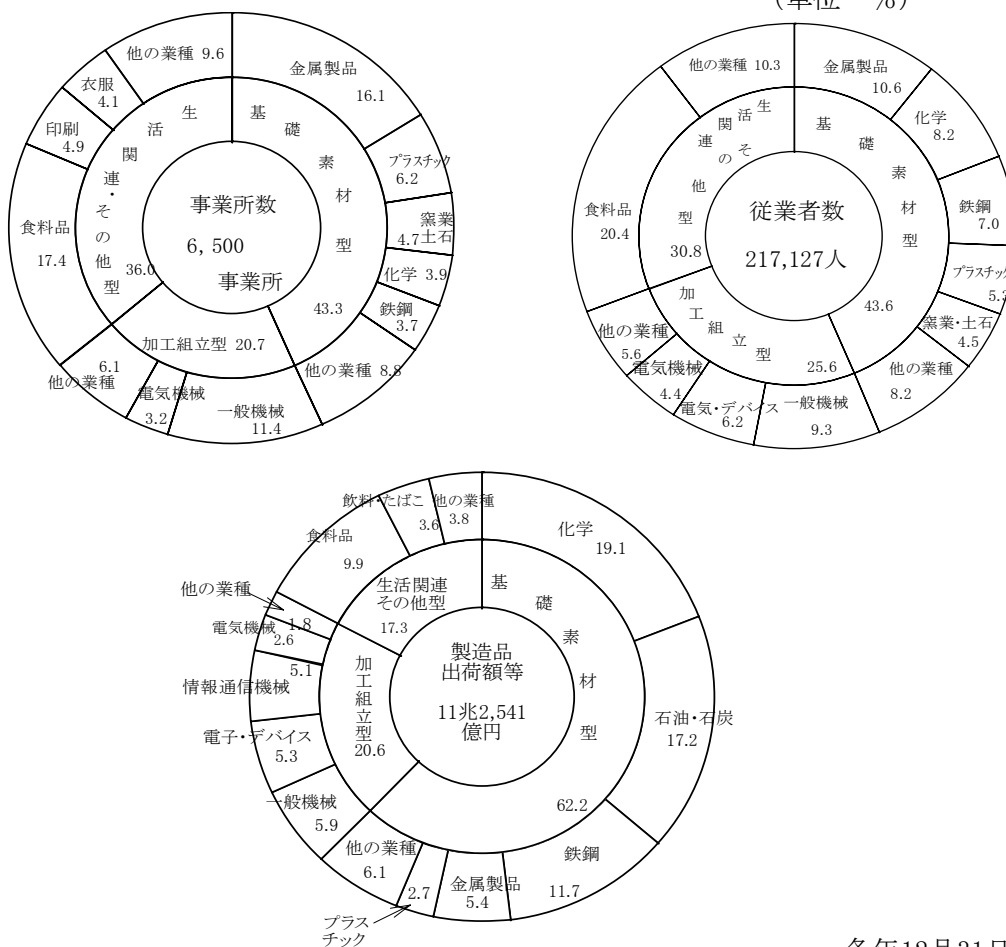 (単位 %)
他の業種 9.6
金属製品
16.1
衣服
4.1
印刷
4.9
プラスチック
6.2
窯業
土石
4.7
化学 3.9
鉄鋼
3.7
他の業種 8.8
食料品
17.4
他の業種
6.1
電気機械
3.2
一般機械
11.4
基礎素材型
43.3
加工組立型 20.7
生活関連・その他型
36.0
事業所数
6,500
事業所
他の業種 10.3
金属製品
10.6
化学
8.2
鉄鋼
7.0
プラスチック
5.3
窯業・土石
4.5
他の業種
8.2
食料品
20.4
他の業種
5.6
電気機械
4.4
電気・デバイス
6.2
一般機械
9.3
基礎素材型
43.6
加工組立型
25.6
生活関連その他型
30.8
従業者数
217,127人
飲料・たばこ
3.6
他の業種
3.8
化学
19.1
食料品
9.9
他の業種
1.8
電気機械
2.6
5.1
情報通信機械
電子・デバイス
5.3
一般機械
5.9
他の業種
6.1
プラス
チック
2.7
金属製品
5.4
鉄鋼
11.7
石油・石炭
17.2
生活関連
その他型
17.3
基礎素材型
62.2
加工組立型
20.6
製造品
出荷額等
11兆2,541
億円
各年12月31日